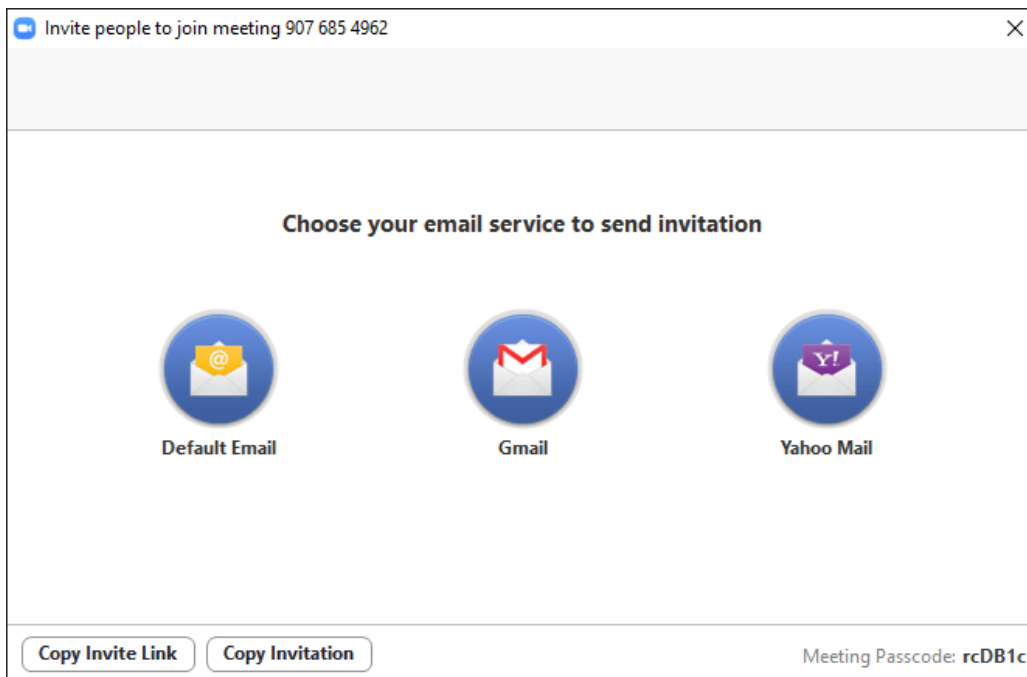 Invite people to join meeting 907 685 4962
Choose your email service to send invitation
@
Y!
Default Email
Gmail
Yahoo Mail
Copy Invite Link
Copy Invitation
Meeting Passcode: rcDB1c